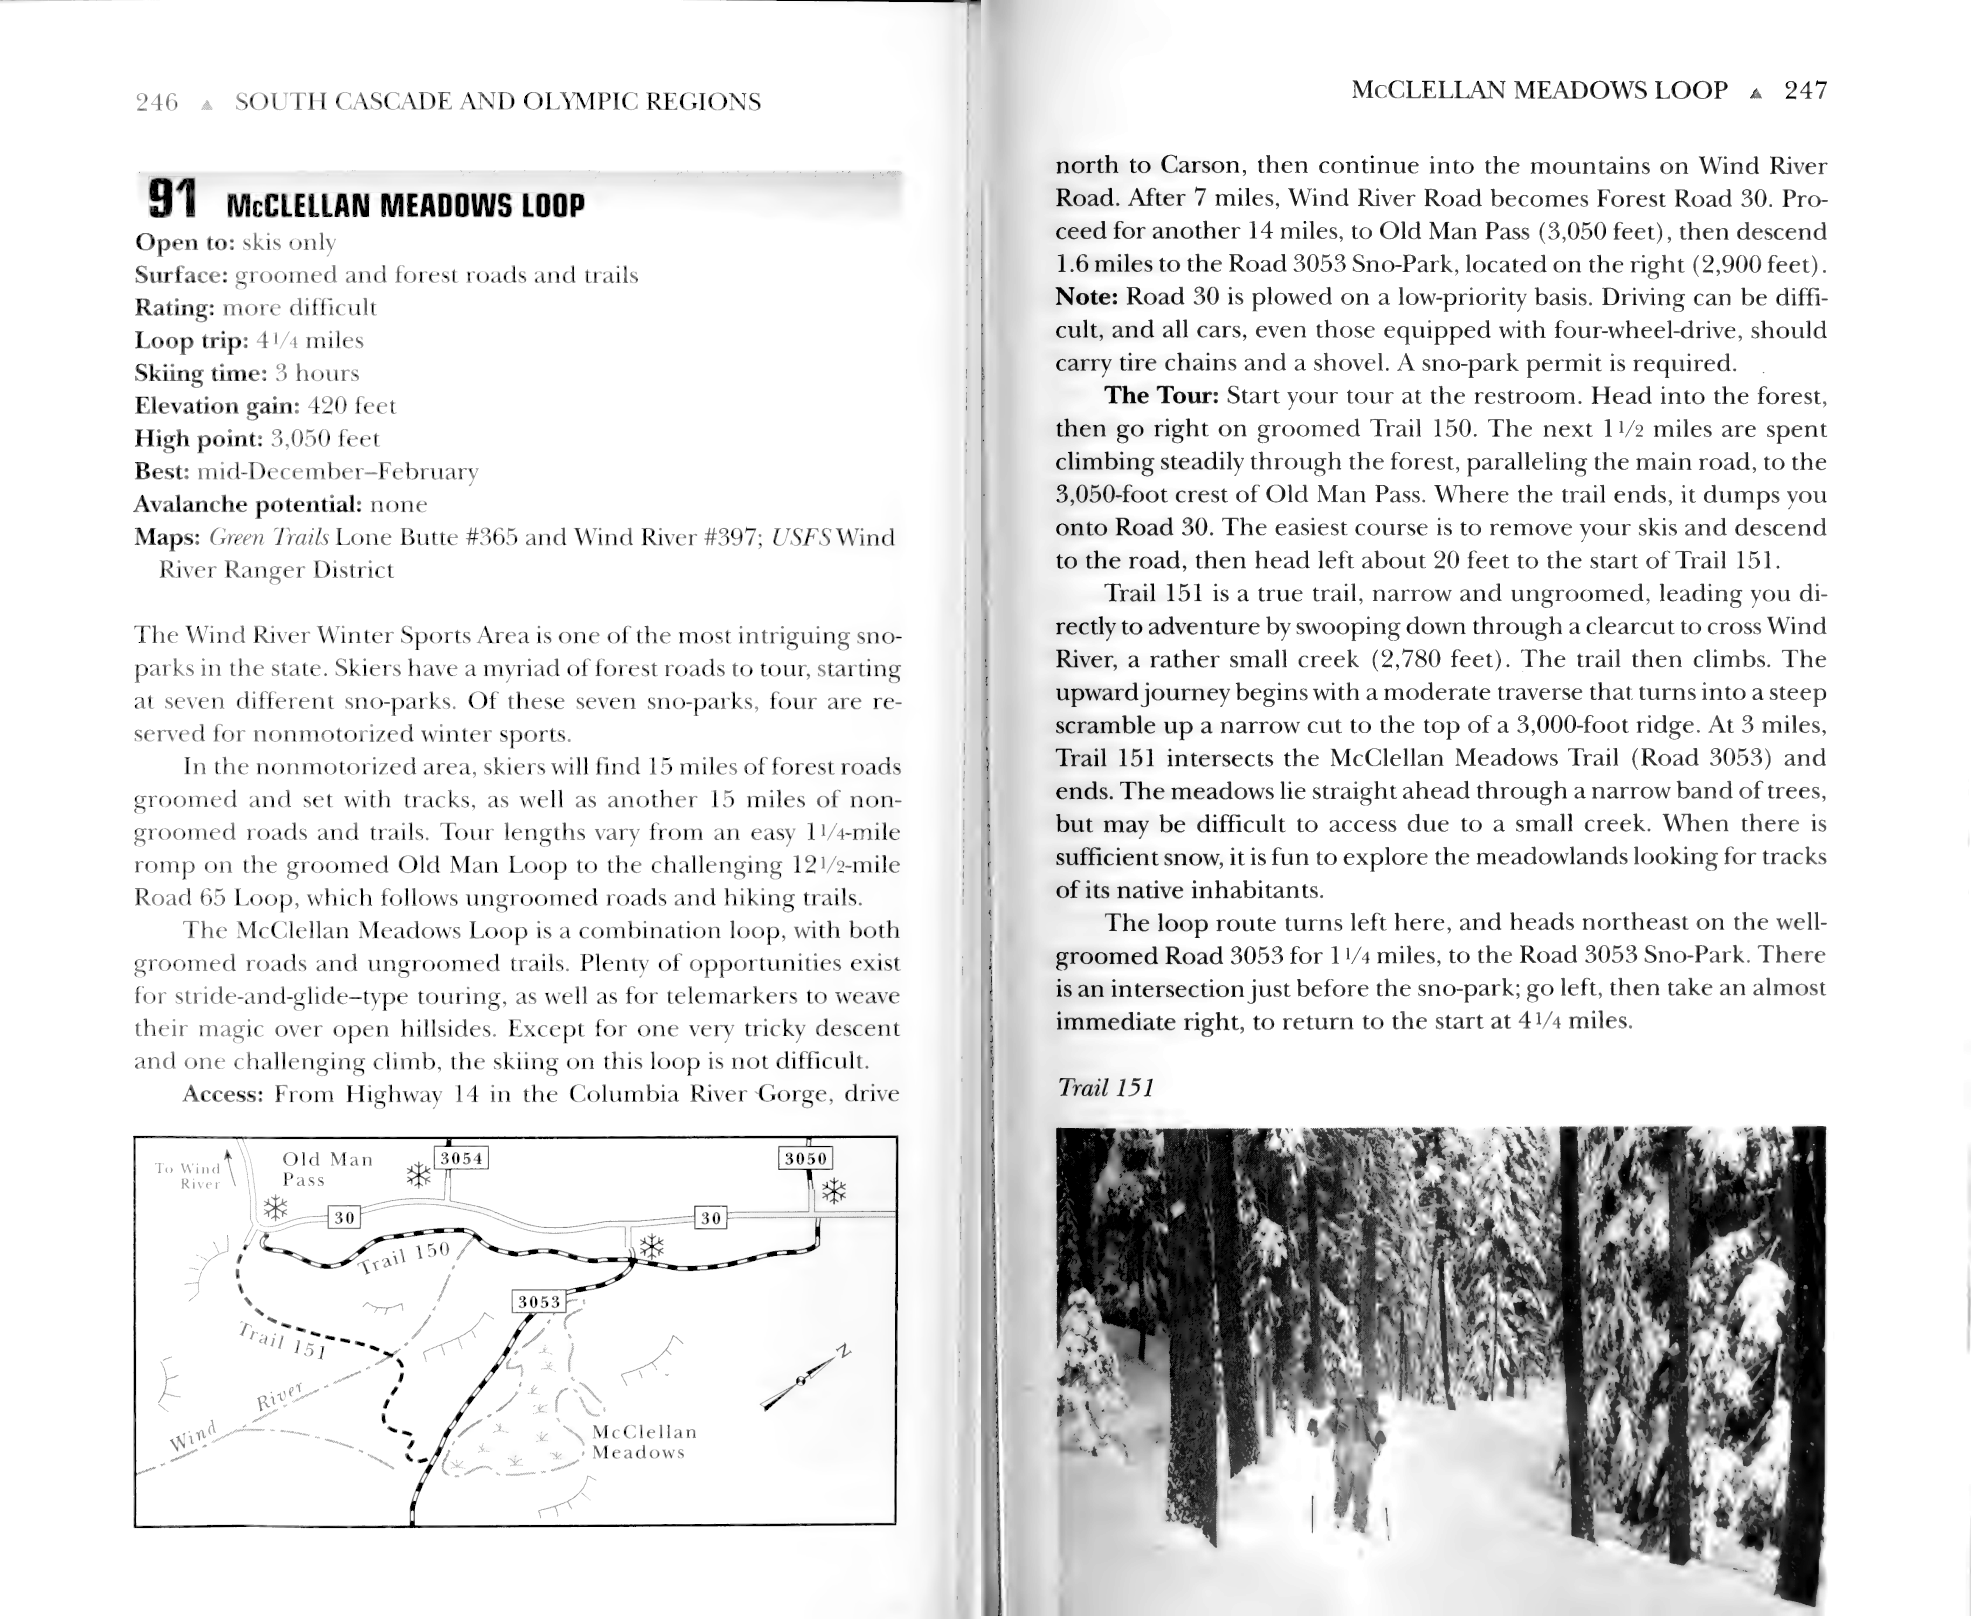 246 ▲ SOUTH CASCADE AND OLYMPIC REGIONS
91 McCLELLAN MEADOWS LOOP
Open to: skis only
Surface: groomed and forest roads and trails
Rating: more difficult
Loop trip: 4 1/4 miles
Skiing time: 3 hours
Elevation gain: 420 feet
High point: 3,050 feet
Best: mid-December–February
Avalanche potential: none
Maps: Green Trails Lone Butte #365 and Wind River #397; USFS Wind
River Ranger District
The Wind River Winter Sports Area is one of the most intriguing sno-
parks in the state. Skiers have a myriad of forest roads to tour, starting
at seven different sno-parks. Of these seven sno-parks, four are re-
served for nonmotorized winter sports.
In the nonmotorized area, skiers will find 15 miles of forest roads
groomed and set with tracks, as well as another 15 miles of non-
groomed roads and trails. Tour lengths vary from an easy 1 1/4-mile
romp on the groomed Old Man Loop to the challenging 12 1/2-mile
Road 65 Loop, which follows ungroomed roads and hiking trails.
The McClellan Meadows Loop is a combination loop, with both
groomed roads and ungroomed trails. Plenty of opportunities exist
for stride-and-glide–type touring, as well as for telemarkers to weave
their magic over open hillsides. Except for one very tricky descent
and one challenging climb, the skiing on this loop is not difficult.
Access: From Highway 14 in the Columbia River Gorge, drive
To Wind
River
Old Man
Pass
3054
3050
30
30
Trail 150
3053
Trail 151
Wind River
McClellan
Meadows
N
McCLELLAN MEADOWS LOOP ▲ 247
north to Carson, then continue into the mountains on Wind River
Road. After 7 miles, Wind River Road becomes Forest Road 30. Pro-
ceed for another 14 miles, to Old Man Pass (3,050 feet), then descend
1.6 miles to the Road 3053 Sno-Park, located on the right (2,900 feet).
Note: Road 30 is plowed on a low-priority basis. Driving can be diffi-
cult, and all cars, even those equipped with four-wheel-drive, should
carry tire chains and a shovel. A sno-park permit is required.
The Tour: Start your tour at the restroom. Head into the forest,
then go right on groomed Trail 150. The next 1 1/2 miles are spent
climbing steadily through the forest, paralleling the main road, to the
3,050-foot crest of Old Man Pass. Where the trail ends, it dumps you
onto Road 30. The easiest course is to remove your skis and descend
to the road, then head left about 20 feet to the start of Trail 151.
Trail 151 is a true trail, narrow and ungroomed, leading you di-
rectly to adventure by swooping down through a clearcut to cross Wind
River, a rather small creek (2,780 feet). The trail then climbs. The
upward journey begins with a moderate traverse that turns into a steep
scramble up a narrow cut to the top of a 3,000-foot ridge. At 3 miles,
Trail 151 intersects the McClellan Meadows Trail (Road 3053) and
ends. The meadows lie straight ahead through a narrow band of trees,
but may be difficult to access due to a small creek. When there is
sufficient snow, it is fun to explore the meadowlands looking for tracks
of its native inhabitants.
The loop route turns left here, and heads northeast on the well-
groomed Road 3053 for 1 1/4 miles, to the Road 3053 Sno-Park. There
is an intersection just before the sno-park; go left, then take an almost
immediate right, to return to the start at 4 1/4 miles.
Trail 151